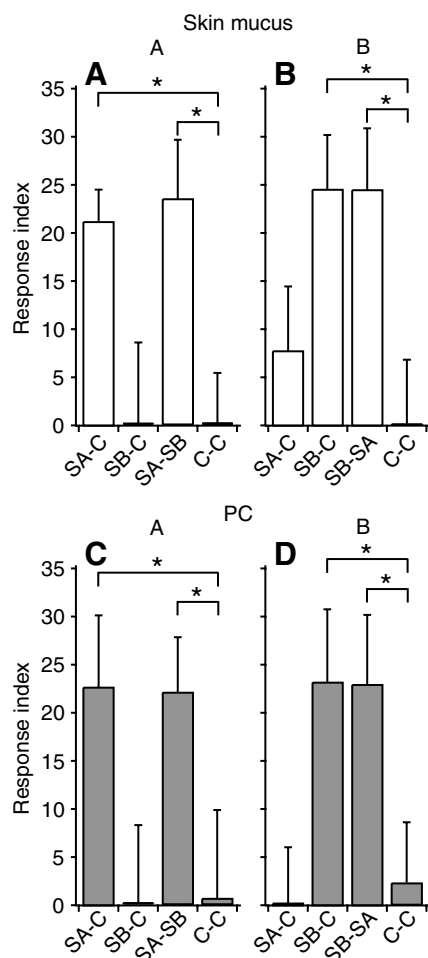 Skin mucus
A B
A B
* *
* *
35 30 25 20 15 10 5 0
Response index
SA-C SB-C SA-SB C-C SA-C SB-C SB-SA C-C
PC
A B
C D
* *
* *
35 30 25 20 15 10 5 0
Response index
SA-C SB-C SA-SB C-C SA-C SB-C SB-SA C-C